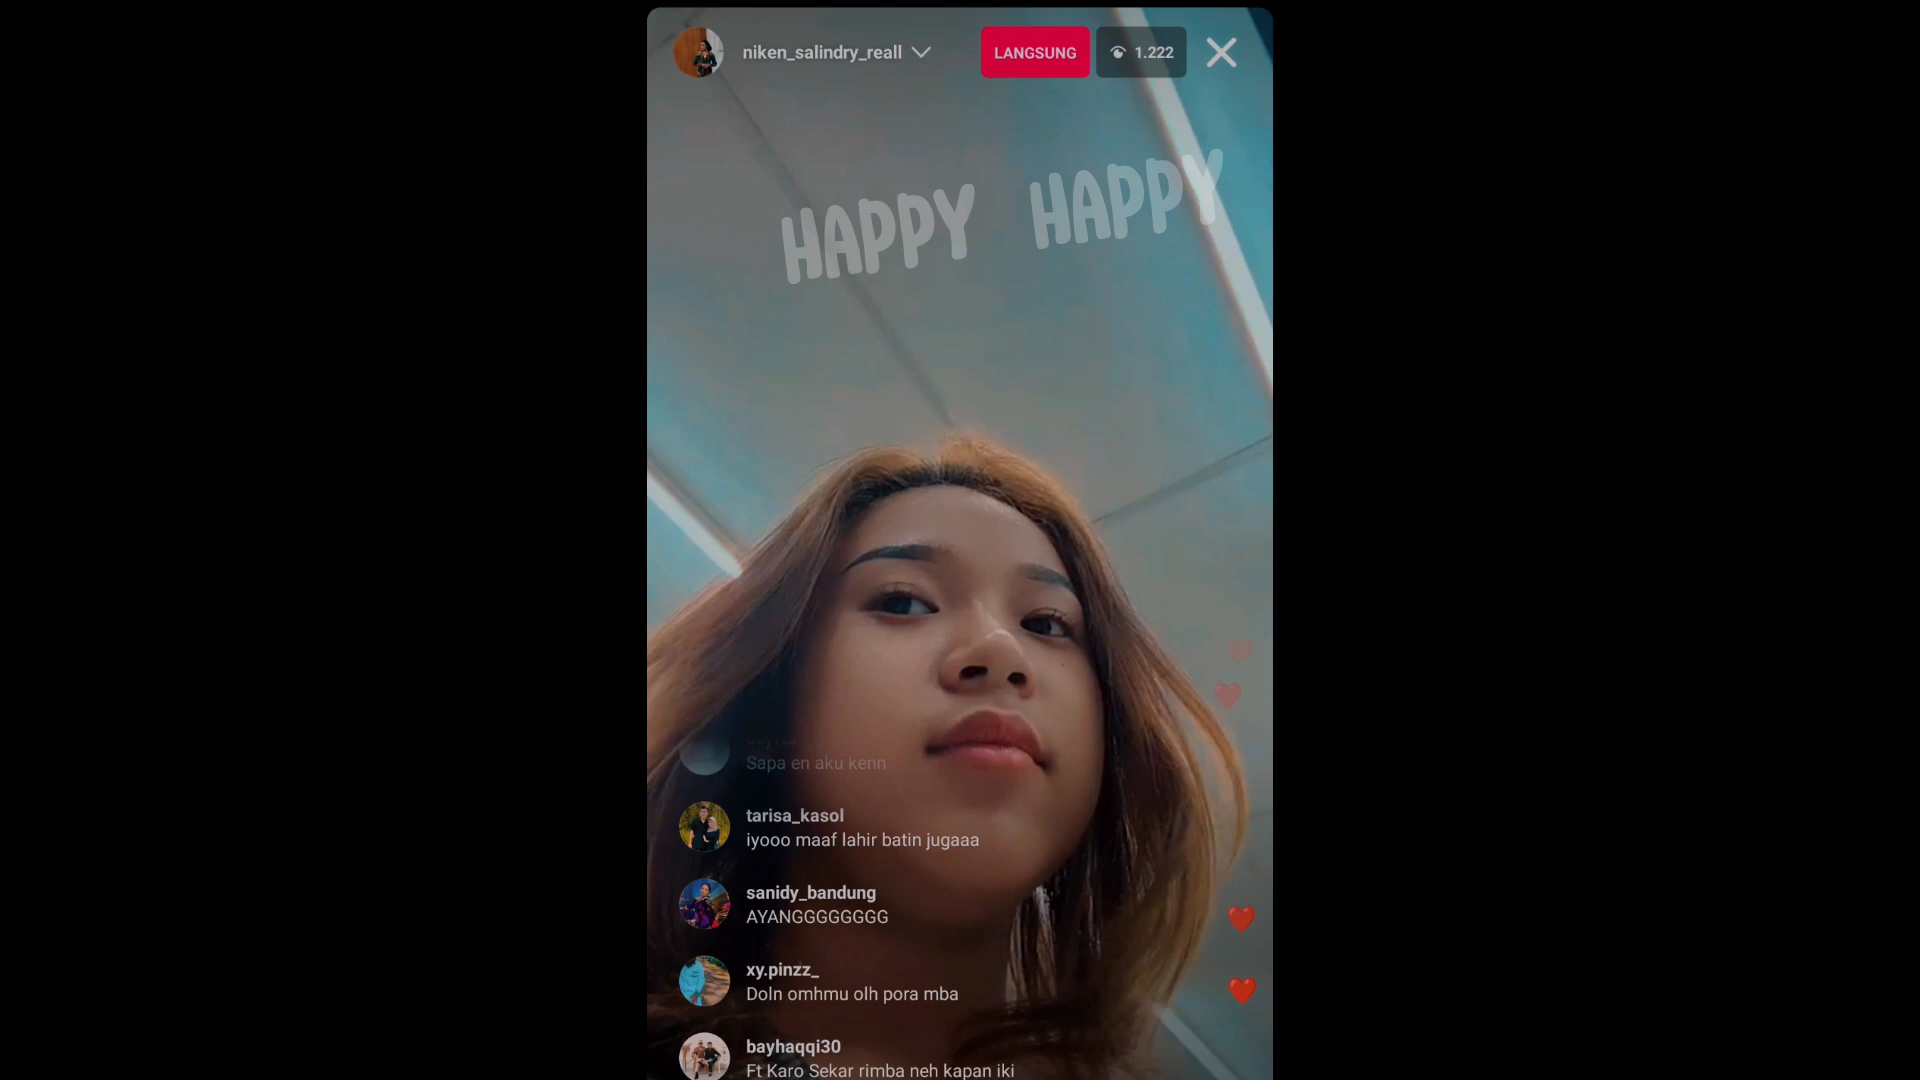 niken_salindry_reall
LANGSUNG
1.222
HAPPY HAPPY
Sapa en aku kenn
tarisa_kasol
iyooo maaf lahir batin jugaaa
sanidy_bandung
AYANGGGGGGGG
xy.pinzz_
Doln omhmu olh pora mba
bayhaqqi30
Ft Karo Sekar rimba neh kapan iki